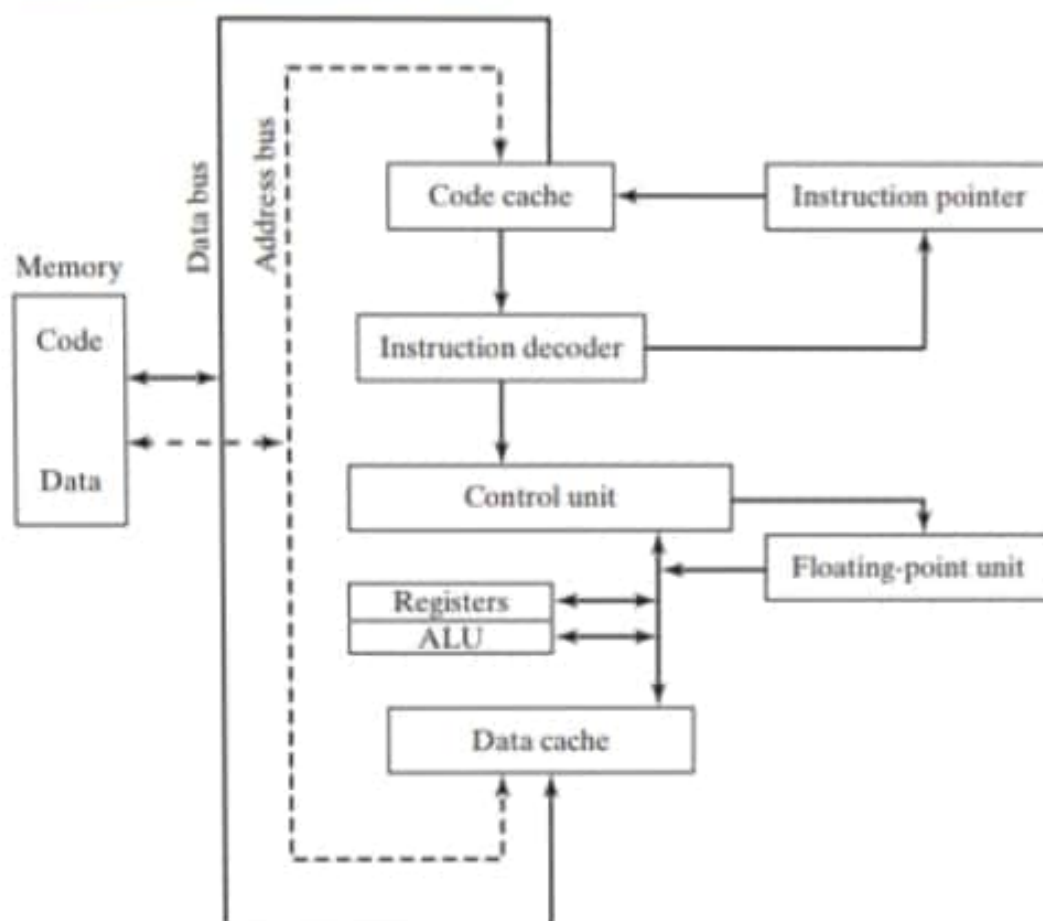 Data bus
Address bus
Code cache
Instruction pointer
Memory
Code
Data
Instruction decoder
Control unit
Floating-point unit
Registers
ALU
Data cache